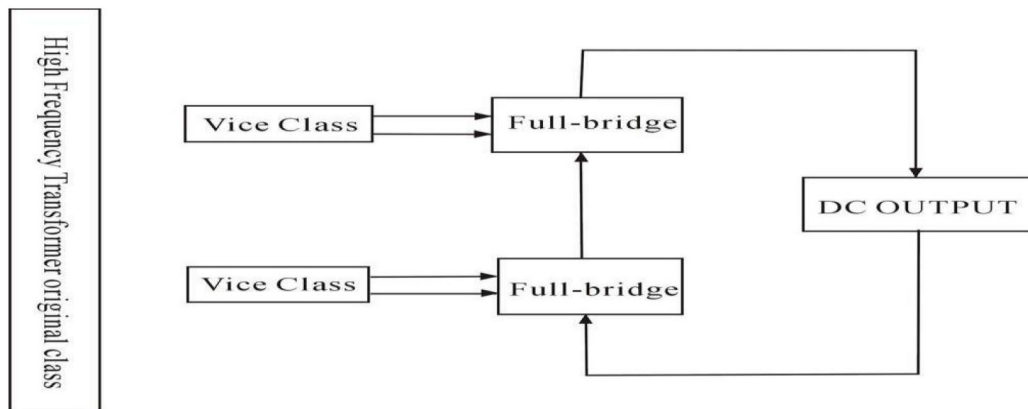 High Frequency Transformer original class
Vice Class
Full-bridge
DC OUTPUT
Vice Class
Full-bridge